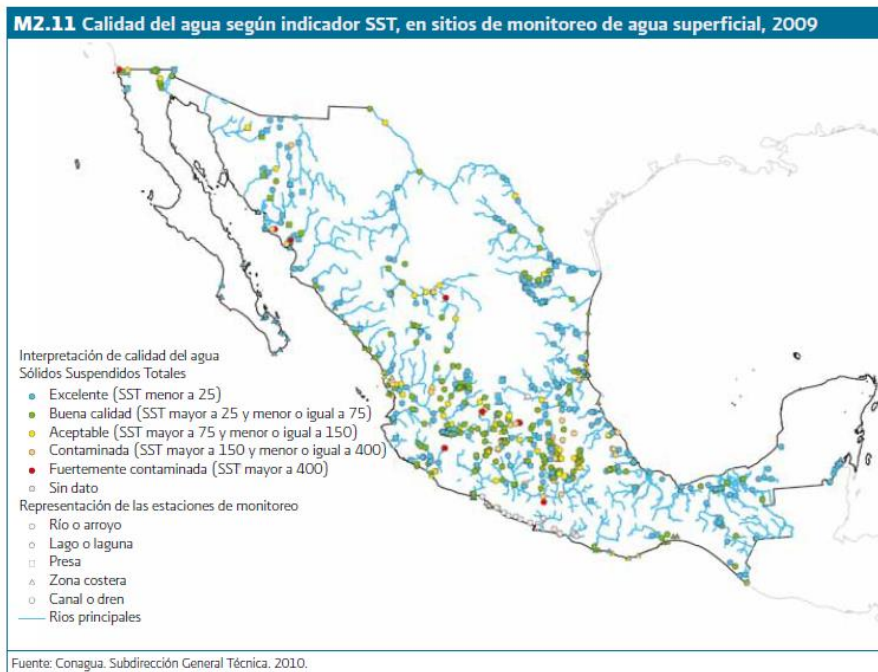 M2.11 Calidad del agua según indicador SST, en sitios de monitoreo de agua superficial, 2009
Interpretación de calidad del agua
Sólidos Suspendidos Totales
Excelente (SST menor a 25)
Buena calidad (SST mayor a 25 y menor o igual a 75)
Aceptable (SST mayor a 75 y menor o igual a 150)
Contaminada (SST mayor a 150 y menor o igual a 400)
Fuertemente contaminada (SST mayor a 400)
Sin dato
Representación de las estaciones de monitoreo
Río o arroyo
Lago o laguna
Presa
Zona costera
Canal o dren
Rios principales
Fuente: Conagua. Subdirección General Técnica. 2010.